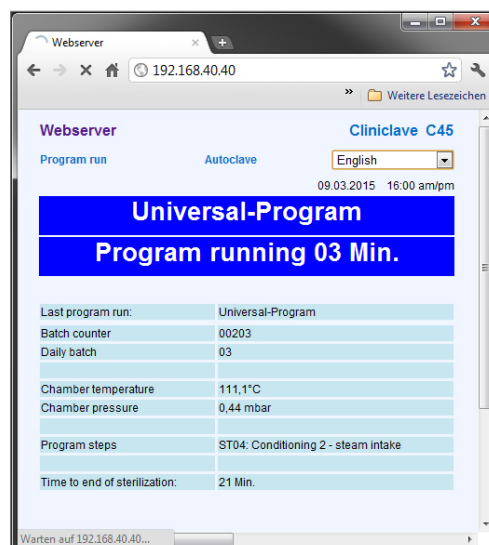 Webserver
192.168.40.40
» Weitere Lesezeichen
Webserver Cliniclave C45
Program run Autoclave English
09.03.2015 16:00 am/pm
Universal-Program
Program running 03 Min.
Last program run: Universal-Program
Batch counter 00203
Daily batch 03
Chamber temperature 111,1°C
Chamber pressure 0,44 mbar
Program steps ST04: Conditioning 2 - steam intake
Time to end of sterilization: 21 Min.
Warten auf 192.168.40.40...